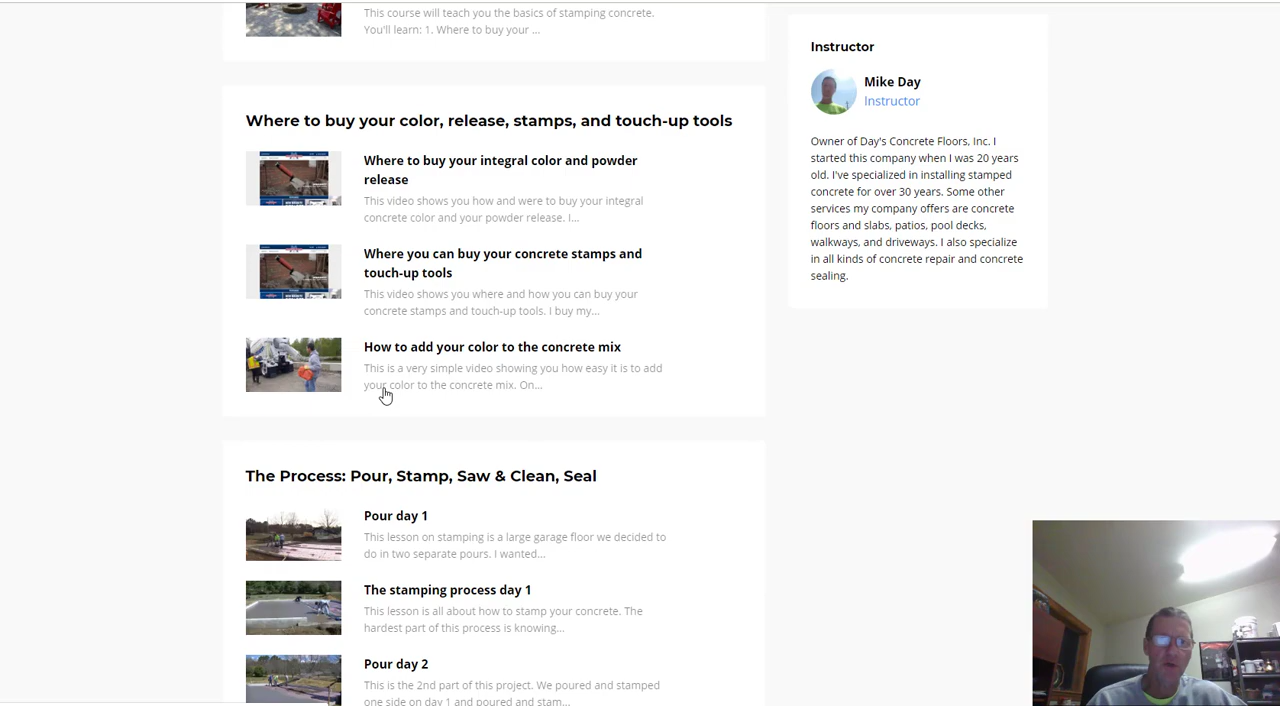 This course will teach you the basics of stamping concrete.
You'll learn: 1. Where to buy your ...
Where to buy your color, release, stamps, and touch-up tools
Where to buy your integral color and powder
release
This video shows you how and were to buy your integral
concrete color and your powder release. I...
Where you can buy your concrete stamps and
touch-up tools
This video shows you where and how you can buy your
concrete stamps and touch-up tools. I buy my...
How to add your color to the concrete mix
This is a very simple video showing you how easy it is to add
your color to the concrete mix. On...
The Process: Pour, Stamp, Saw & Clean, Seal
Pour day 1
This lesson on stamping is a large garage floor we decided to
do in two separate pours. I wanted...
The stamping process day 1
This lesson is all about how to stamp your concrete. The
hardest part of this process is knowing...
Pour day 2
This is the 2nd part of this project. We poured and stamped
one side on day 1 and poured and stam...
Instructor
Mike Day
Instructor
Owner of Day's Concrete Floors, Inc. I
started this company when I was 20 years
old. I've specialized in installing stamped
concrete for over 30 years. Some other
services my company offers are concrete
floors and slabs, patios, pool decks,
walkways, and driveways. I also specialize
in all kinds of concrete repair and concrete
sealing.